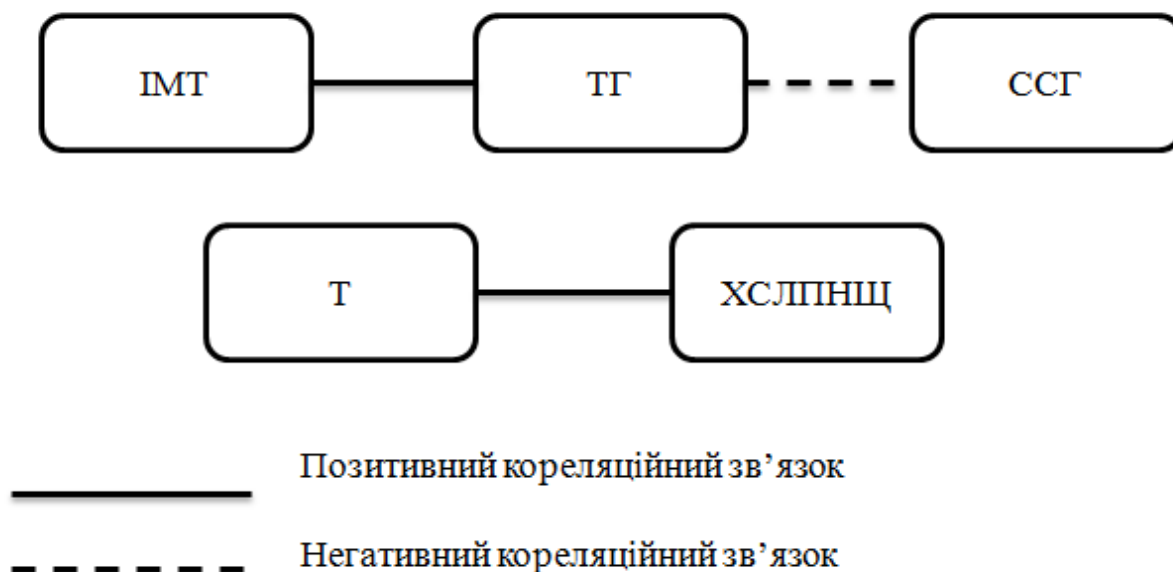 ІМТ
ТГ
ССГ
Т
ХСЛПНЩ
Позитивний кореляційний зв’язок
Негативний кореляційний зв’язок